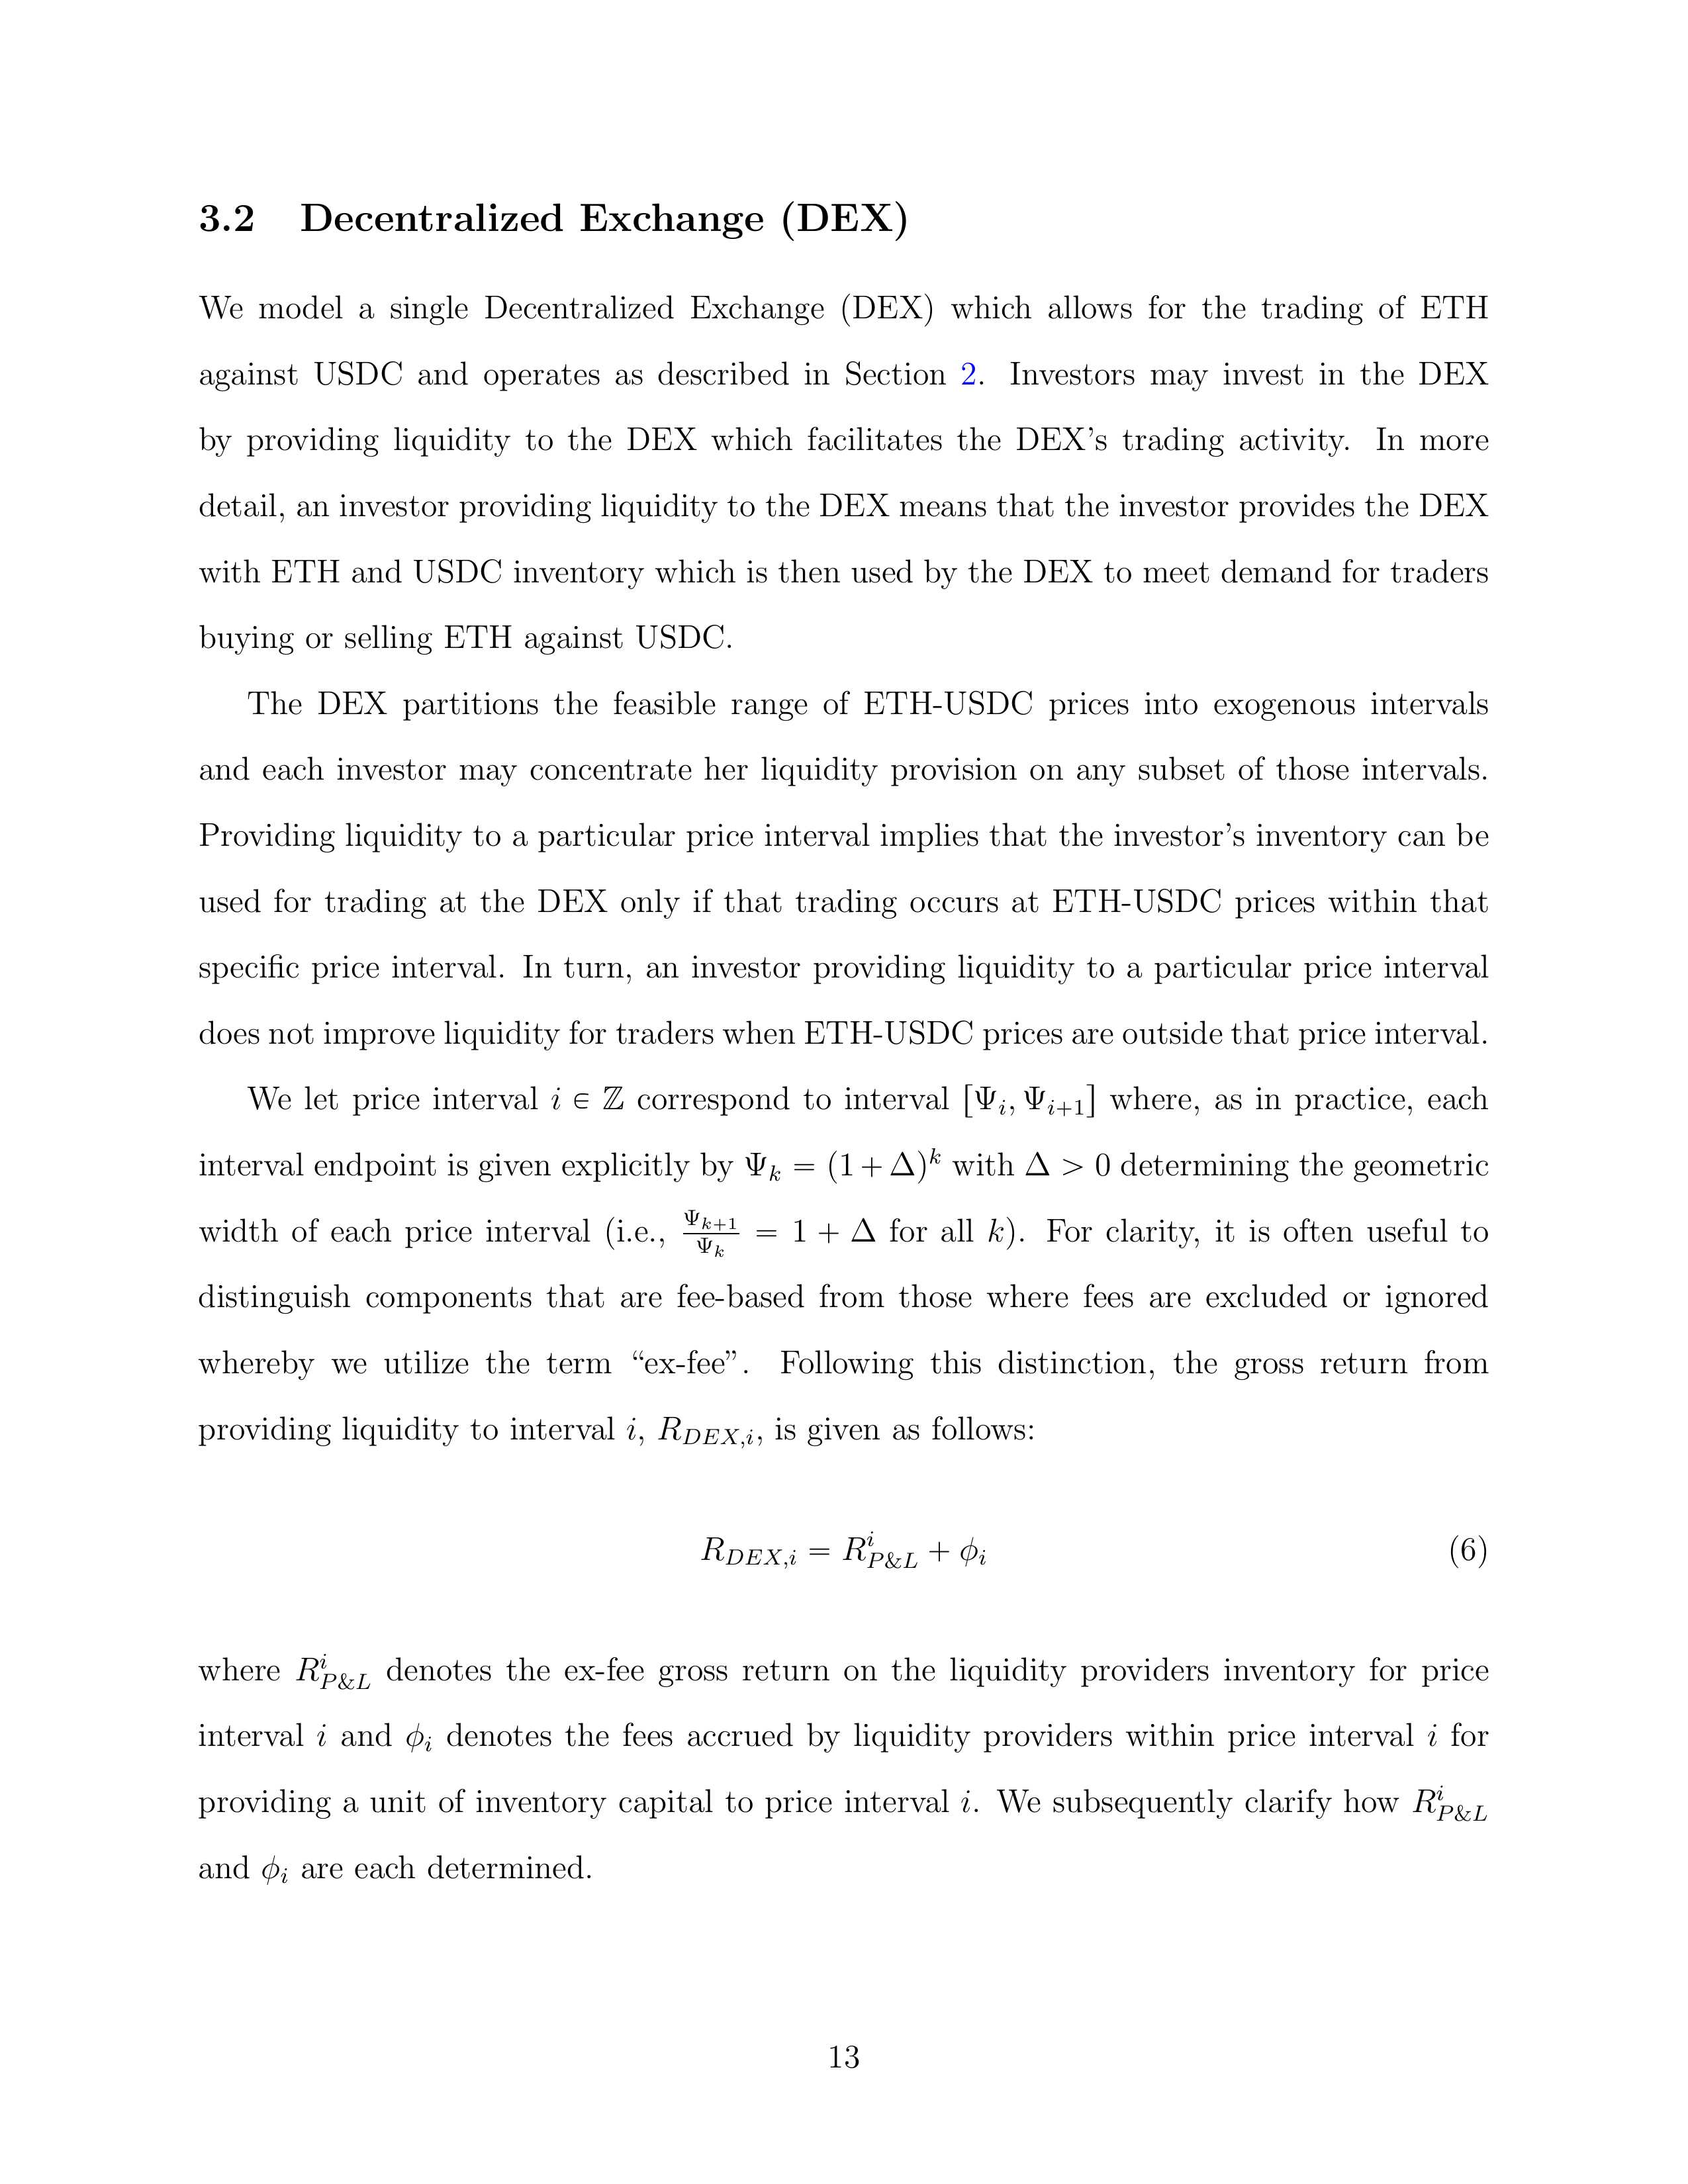 3.2 Decentralized Exchange (DEX)
We model a single Decentralized Exchange (DEX) which allows for the trading of ETH
against USDC and operates as described in Section 2. Investors may invest in the DEX
by providing liquidity to the DEX which facilitates the DEX’s trading activity. In more
detail, an investor providing liquidity to the DEX means that the investor provides the DEX
with ETH and USDC inventory which is then used by the DEX to meet demand for traders
buying or selling ETH against USDC.
The DEX partitions the feasible range of ETH-USDC prices into exogenous intervals
and each investor may concentrate her liquidity provision on any subset of those intervals.
Providing liquidity to a particular price interval implies that the investor’s inventory can be
used for trading at the DEX only if that trading occurs at ETH-USDC prices within that
specific price interval. In turn, an investor providing liquidity to a particular price interval
does not improve liquidity for traders when ETH-USDC prices are outside that price interval.
We let price interval $i \in \mathbb{Z}$ correspond to interval $[\Psi_i, \Psi_{i+1}]$ where, as in practice, each
interval endpoint is given explicitly by $\Psi_k = (1 + \Delta)^k$ with $\Delta > 0$ determining the geometric
width of each price interval (i.e., $\frac{\Psi_{k+1}}{\Psi_k} = 1 + \Delta$ for all $k$). For clarity, it is often useful to
distinguish components that are fee-based from those where fees are excluded or ignored
whereby we utilize the term “ex-fee”. Following this distinction, the gross return from
providing liquidity to interval $i$, $R_{DEX,i}$, is given as follows:
$R_{DEX,i} = R^i_{P\&L} + \phi_i$ (6)
where $R^i_{P\&L}$ denotes the ex-fee gross return on the liquidity providers inventory for price
interval $i$ and $\phi_i$ denotes the fees accrued by liquidity providers within price interval $i$ for
providing a unit of inventory capital to price interval $i$. We subsequently clarify how $R^i_{P\&L}$
and $\phi_i$ are each determined.
13